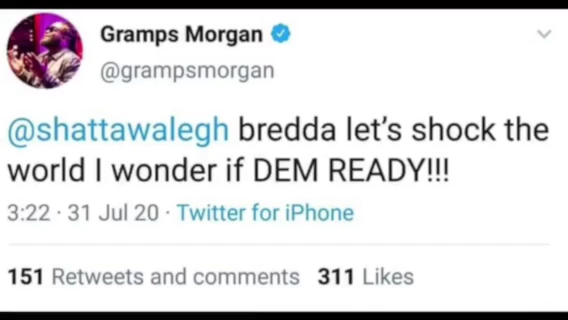 Gramps Morgan
@grampsmorgan
@shattawalegh bredda let's shock the
world I wonder if DEM READY!!!
3:22 · 31 Jul 20 · Twitter for iPhone
151 Retweets and comments 311 Likes